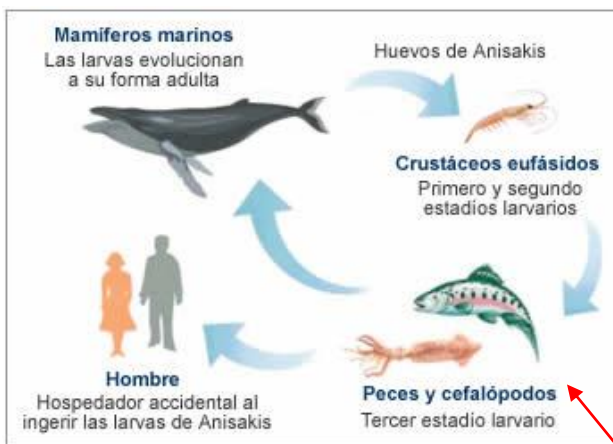 Mamíferos marinos
Las larvas evolucionan
a su forma adulta
Huevos de Anisakis
Crustáceos eufásidos
Primero y segundo
estadios larvarios
Peces y cefalópodos
Tercer estadio larvario
Hombre
Hospedador accidental al
ingerir las larvas de Anisakis